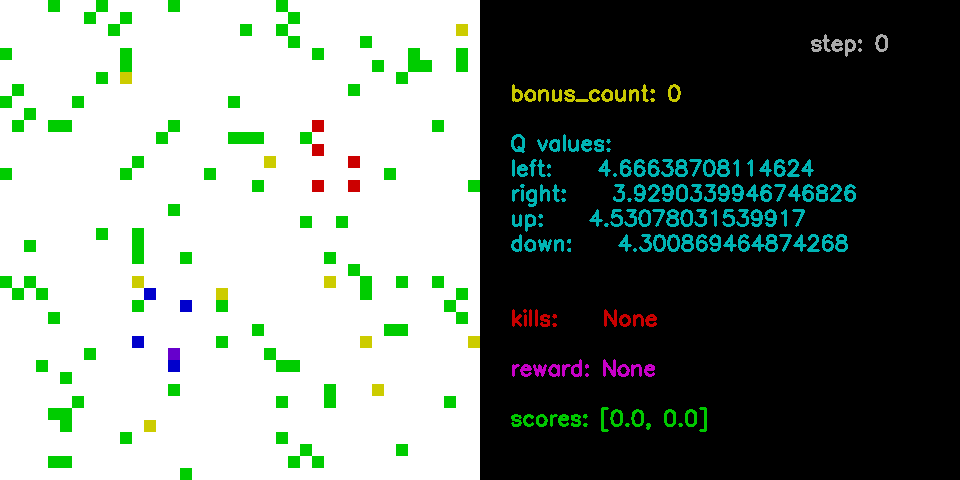 step: 0
bonus_count: 0
Q values:
left: 4.66638708114624
right: 3.9290339946746826
up: 4.53078031539917
down: 4.300869464874268
kills: None
reward: None
scores: [0.0, 0.0]